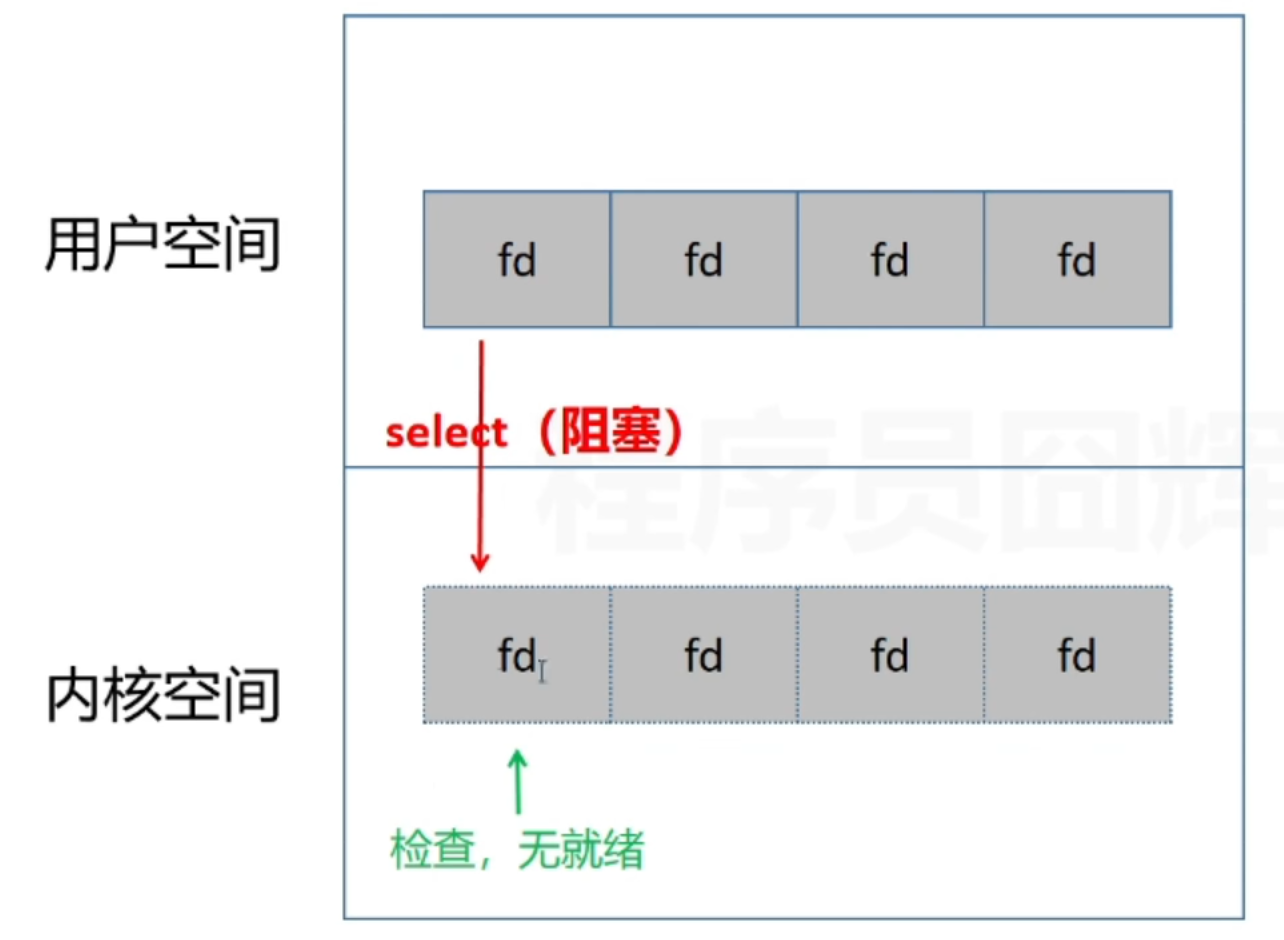 用户空间
fd fd fd fd
select（阻塞）
程序员囧辉
内核空间
fd fd fd fd
检查，无就绪